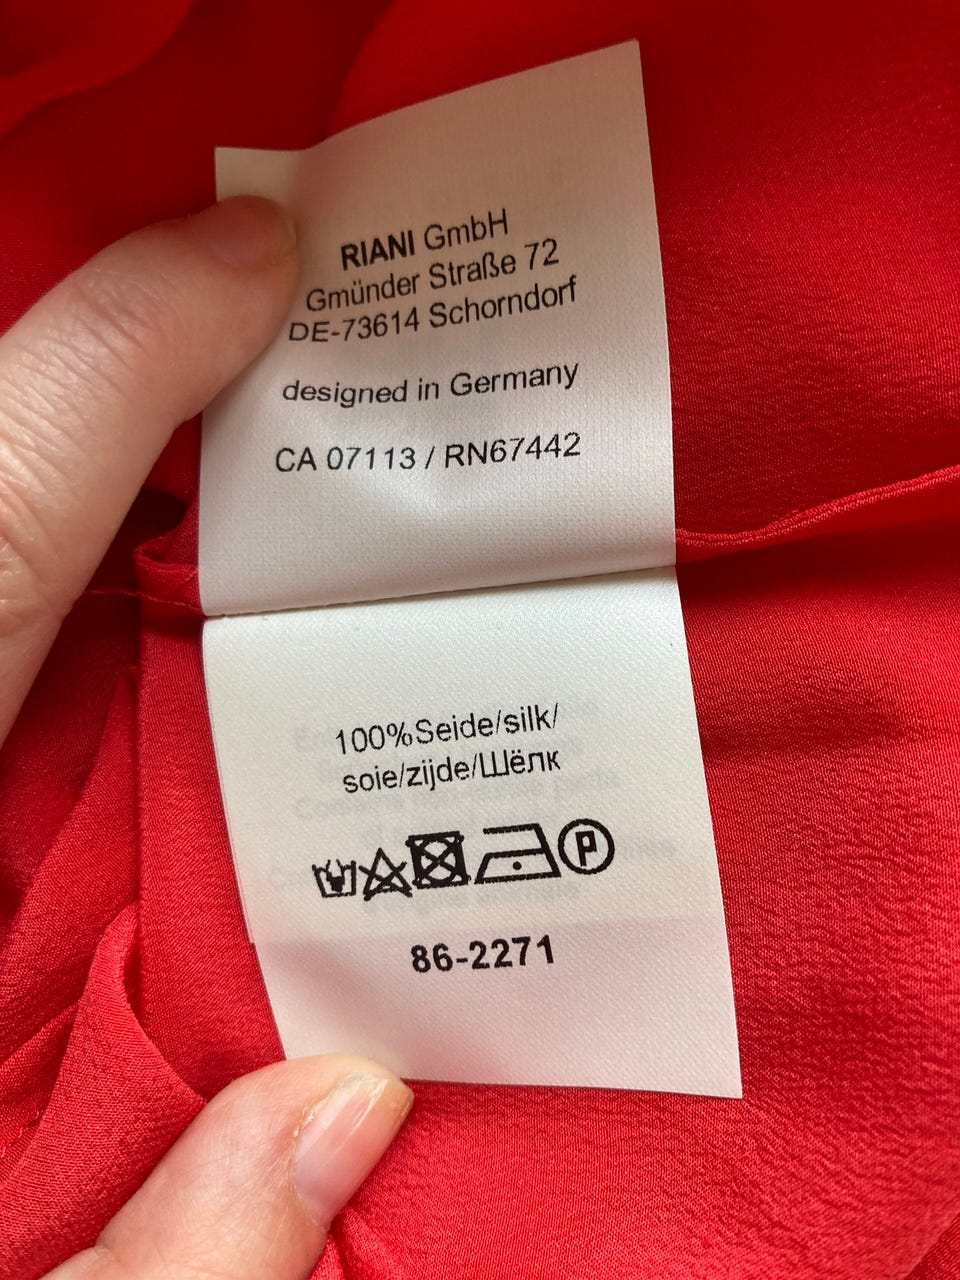 RIANI GmbH
Gmünder Straße 72
DE-73614 Schorndorf
designed in Germany
CA 07113 / RN67442
100%Seide/silk/
soie/zijde/Шёлк
P
86-2271